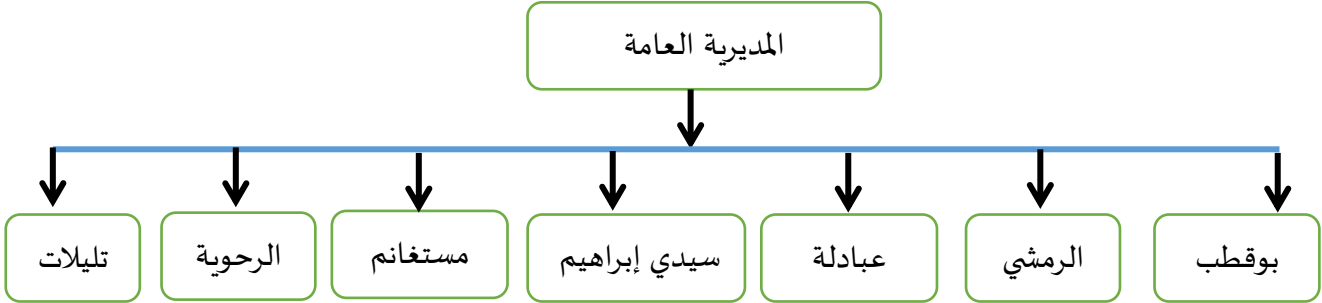 المديرية العامة
بوقطب
الرمشي
عبادلة
سيدي إبراهيم
مستغانم
الرحوية
تليلات